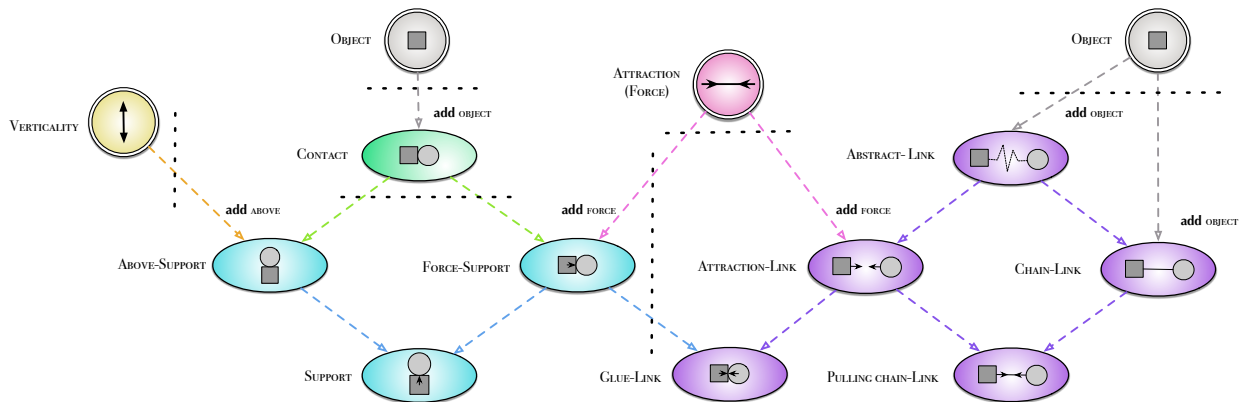 Object
Object
Attraction
(Force)
add object
add object
Verticality
Contact
Abstract-Link
add above
add force
add force
add object
Above-Support
Force-Support
Attraction-Link
Chain-Link
Support
Glue-Link
Pulling chain-Link